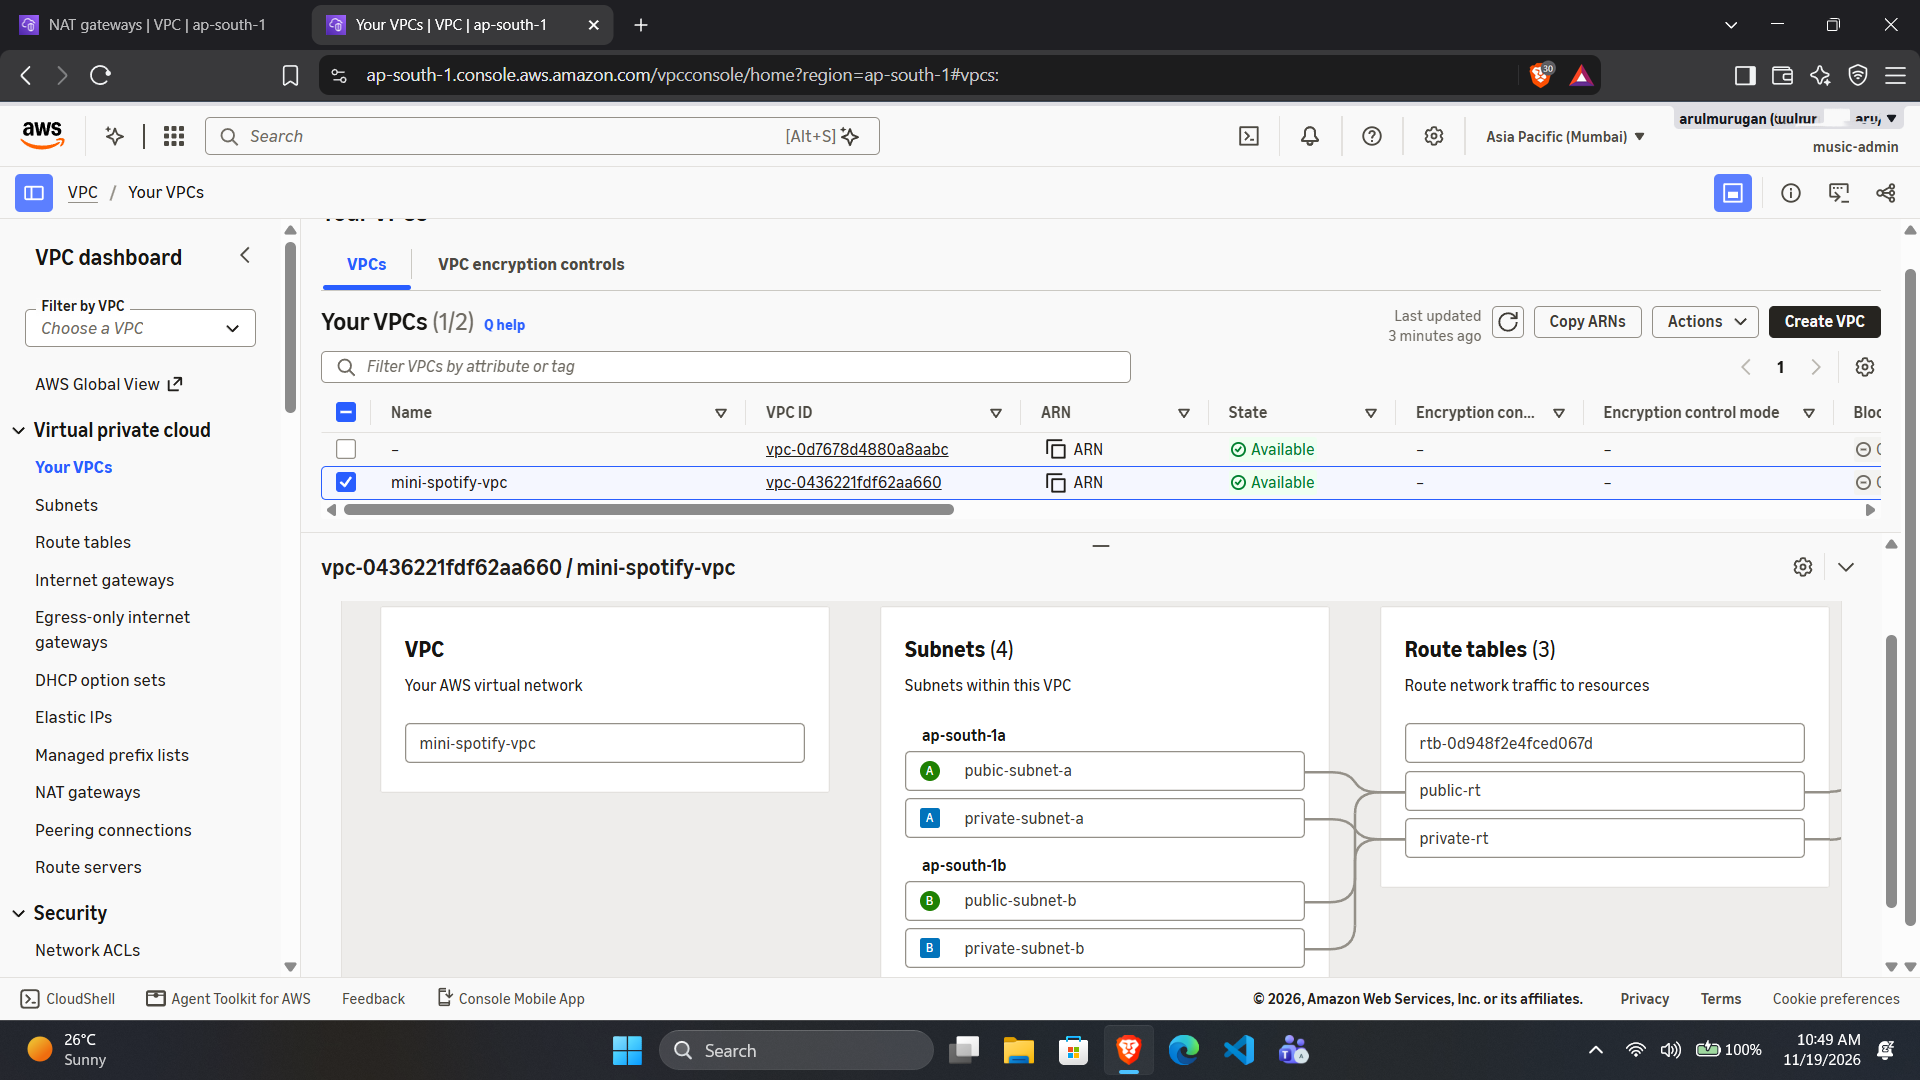 NAT gateways | VPC | ap-south-1
Your VPCs | VPC | ap-south-1
ap-south-1.console.aws.amazon.com/vpcconsole/home?region=ap-south-1#vpcs:
30
aws
Search
[Alt+S]
Asia Pacific (Mumbai)
arulmurugan
music-admin
VPC / Your VPCs
Your VPCs
VPC dashboard
Filter by VPC
Choose a VPC
AWS Global View
Virtual private cloud
Your VPCs
Subnets
Route tables
Internet gateways
Egress-only internet
gateways
DHCP option sets
Elastic IPs
Managed prefix lists
NAT gateways
Peering connections
Route servers
Security
Network ACLs
VPCs
VPC encryption controls
Your VPCs (1/2) Q help
Last updated
3 minutes ago
Copy ARNs
Actions
Create VPC
Filter VPCs by attribute or tag
1
Name VPC ID ARN State Encryption con... Encryption control mode Bloc
– vpc-0d7678d4880a8aabc ARN Available – –
mini-spotify-vpc vpc-0436221fdf62aa660 ARN Available – –
vpc-0436221fdf62aa660 / mini-spotify-vpc
VPC
Your AWS virtual network
mini-spotify-vpc
Subnets (4)
Subnets within this VPC
ap-south-1a
A pubic-subnet-a
A private-subnet-a
ap-south-1b
B public-subnet-b
B private-subnet-b
Route tables (3)
Route network traffic to resources
rtb-0d948f2e4fced067d
public-rt
private-rt
CloudShell
Agent Toolkit for AWS
Feedback
Console Mobile App
© 2026, Amazon Web Services, Inc. or its affiliates.
Privacy
Terms
Cookie preferences
26°C
Sunny
Search
100%
10:49 AM
11/19/2026